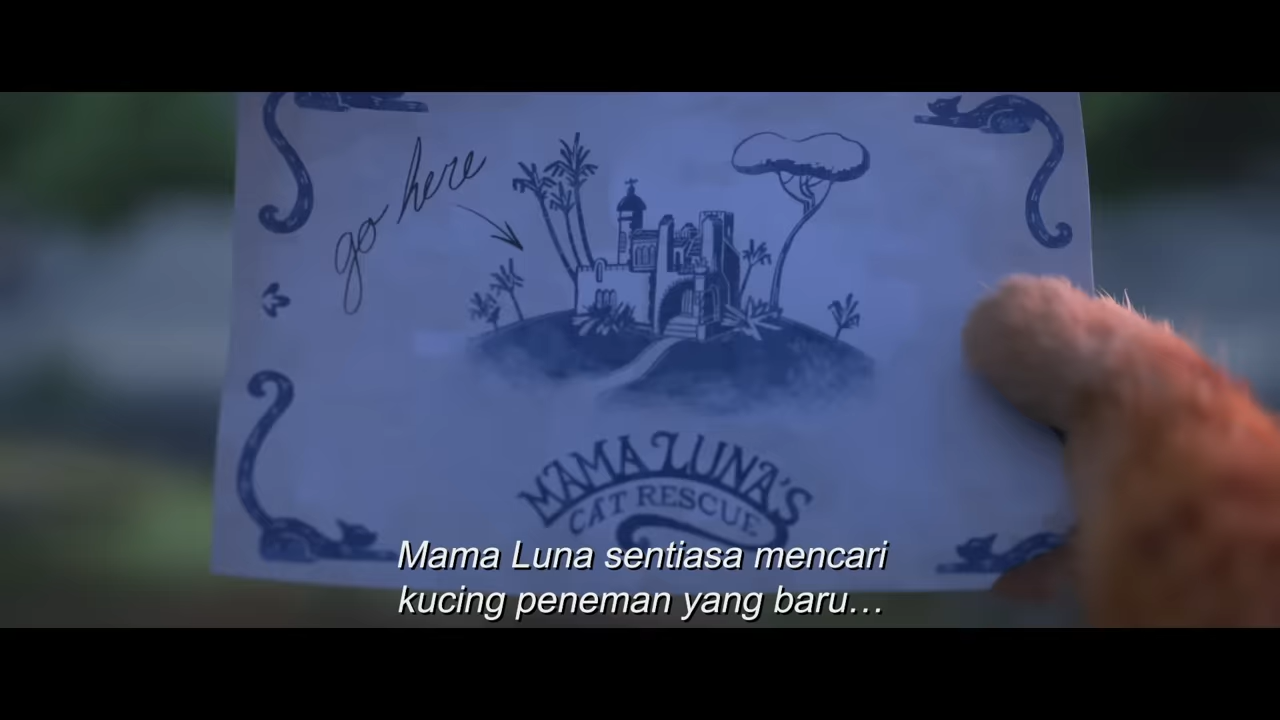 go here
MAMA LUNA'S
CAT RESCUE
Mama Luna sentiasa mencari
kucing peneman yang baru...